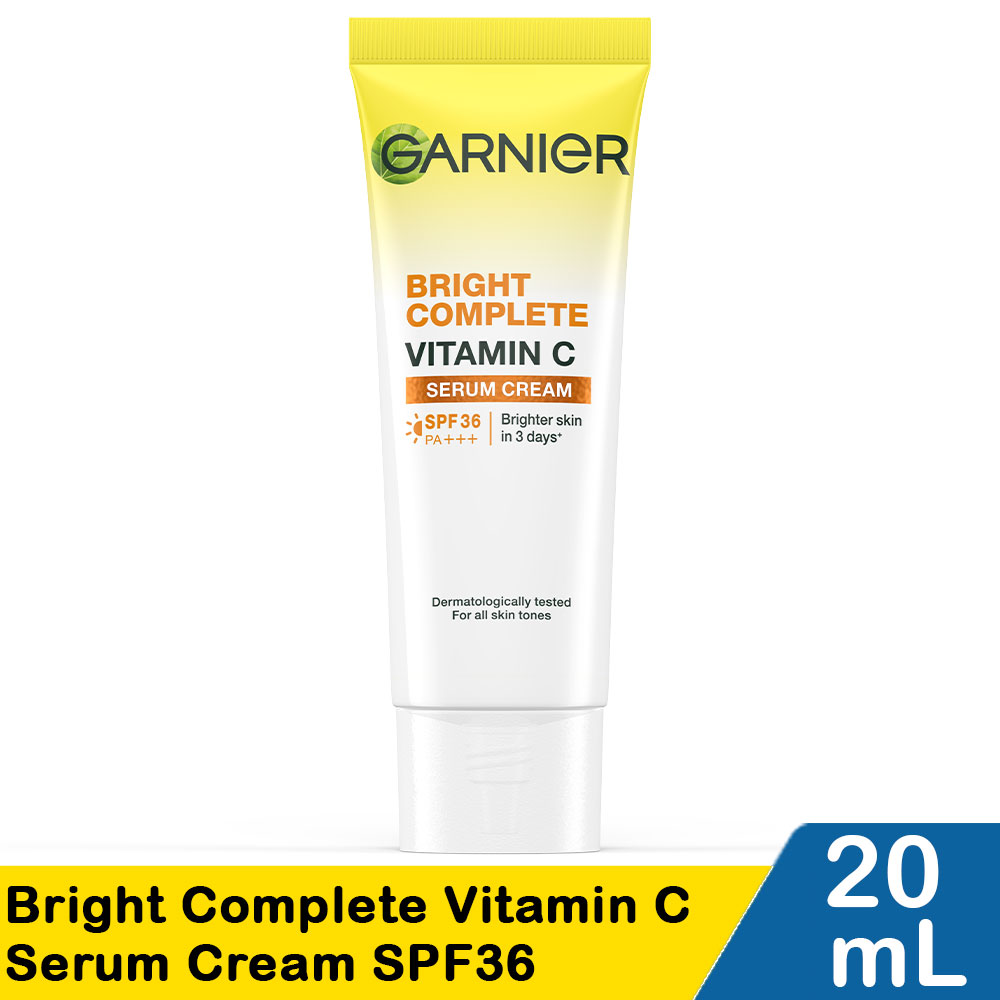 GARNIER
BRIGHT
COMPLETE
VITAMIN C
SERUM CREAM
SPF 36
PA+++
Brighter skin
in 3 days+
Dermatologically tested
For all skin tones
Bright Complete Vitamin C
Serum Cream SPF36
20
mL